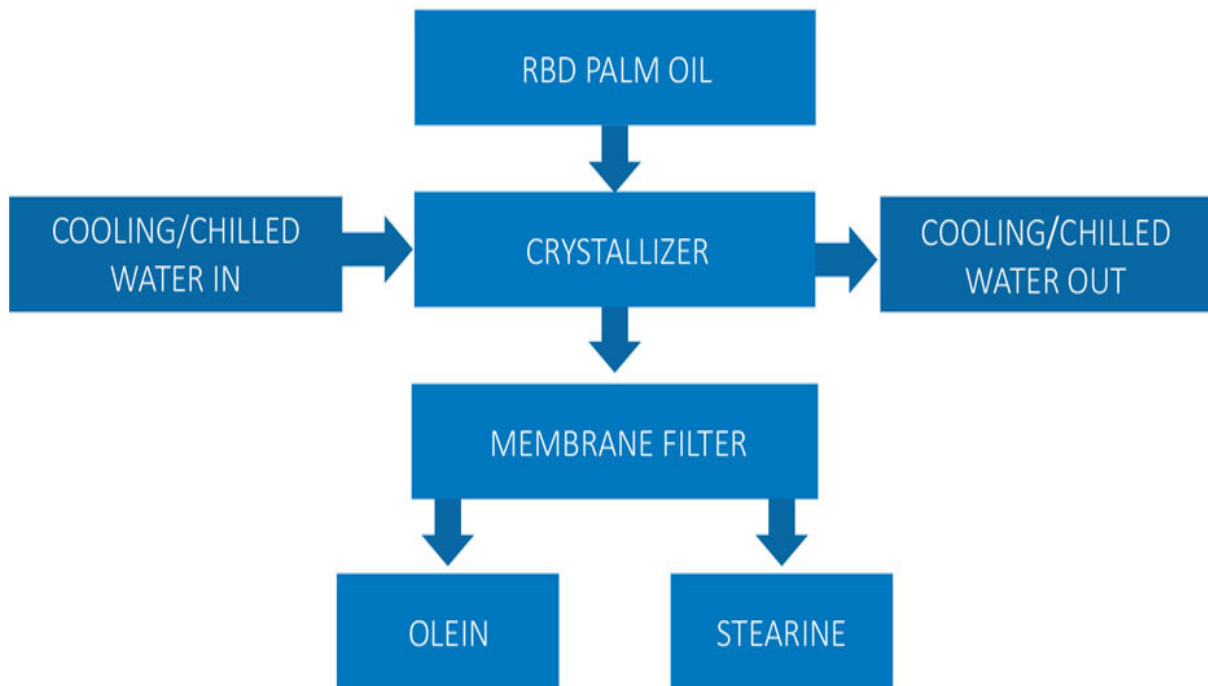 RBD PALM OIL
COOLING/CHILLED
WATER IN
CRYSTALLIZER
COOLING/CHILLED
WATER OUT
MEMBRANE FILTER
OLEIN
STEARINE